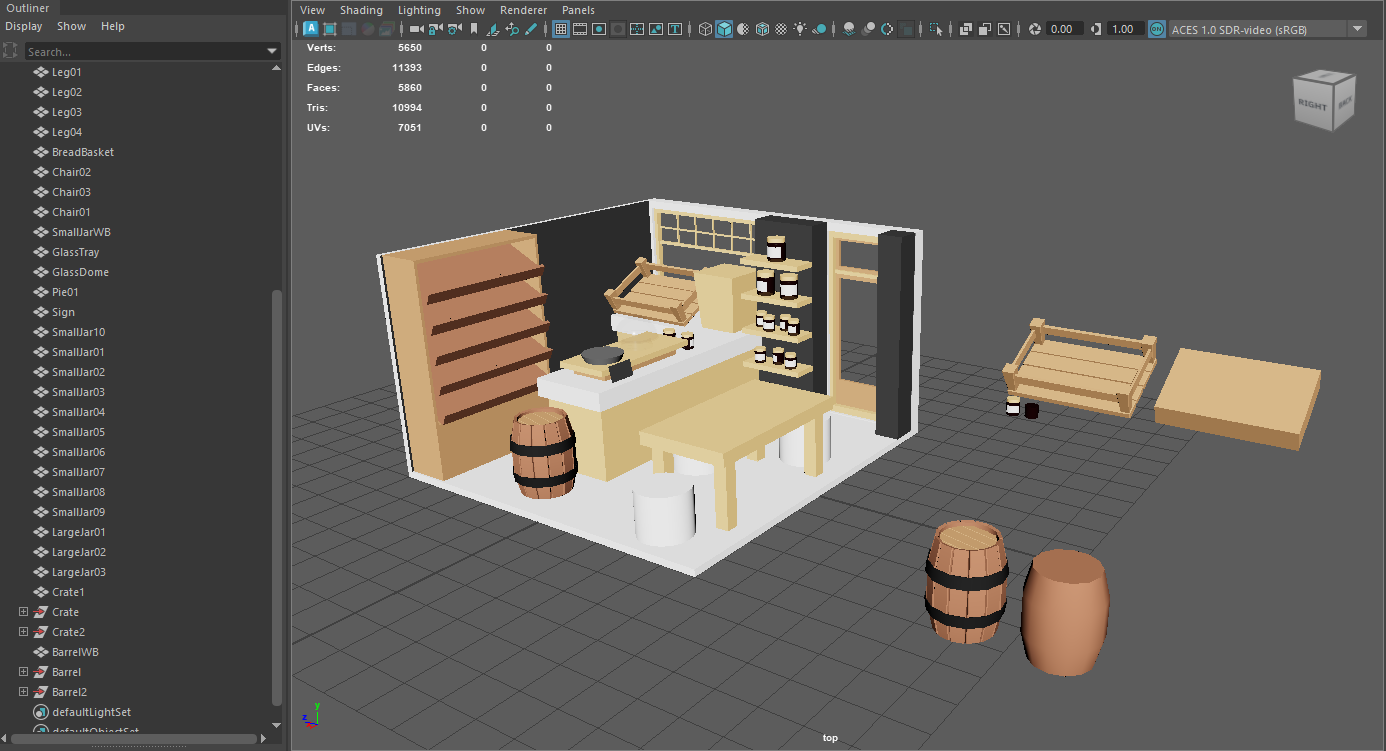 Outliner
Display Show Help
Search...
Leg01
Leg02
Leg03
Leg04
BreadBasket
Chair02
Chair03
Chair01
SmallJarWB
GlassTray
GlassDome
Pie01
Sign
SmallJar10
SmallJar01
SmallJar02
SmallJar03
SmallJar04
SmallJar05
SmallJar06
SmallJar07
SmallJar08
SmallJar09
LargeJar01
LargeJar02
LargeJar03
Crate1
Crate
Crate2
BarrelWB
Barrel
Barrel2
defaultLightSet
defaultObjectSet
View Shading Lighting Show Renderer Panels
0.00 1.00 ON ACES 1.0 SDR-video (sRGB)
Verts: 5650 0 0
Edges: 11393 0 0
Faces: 5860 0 0
Tris: 10994 0 0
UVs: 7051 0 0
RIGHT BACK
y
z
top